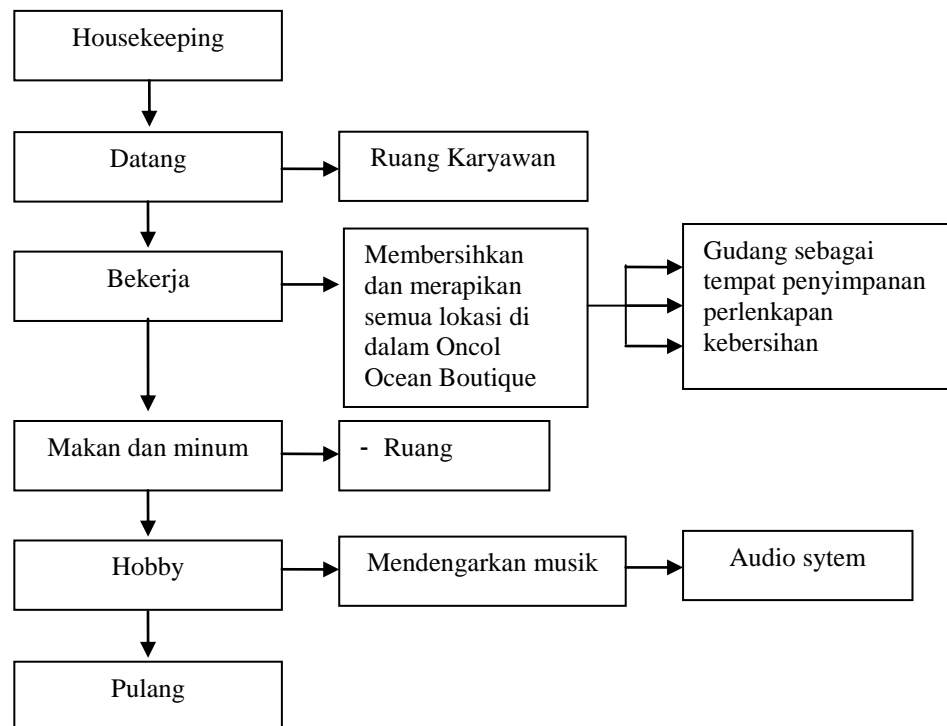 Housekeeping
Datang
Ruang Karyawan
Bekerja
Membersihkan
dan merapikan
semua lokasi di
dalam Oncol
Ocean Boutique
Gudang sebagai
tempat penyimpanan
perlenkapan
kebersihan
Makan dan minum
- Ruang
Hobby
Mendengarkan musik
Audio sytem
Pulang